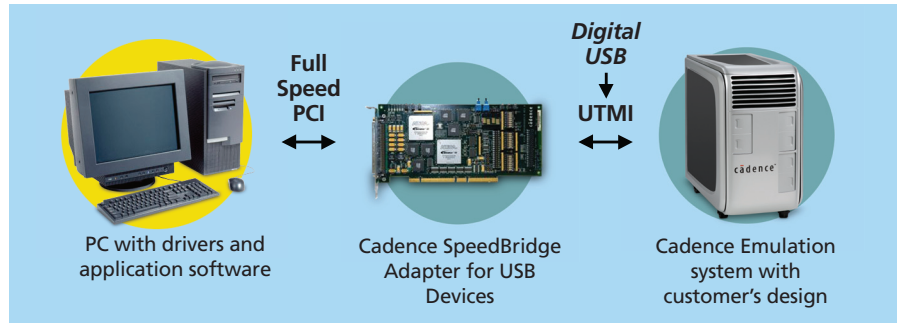 Full
Speed
PCI
Digital
USB
UTMI
cādence
PC with drivers and
application software
Cadence SpeedBridge
Adapter for USB
Devices
Cadence Emulation
system with
customer’s design